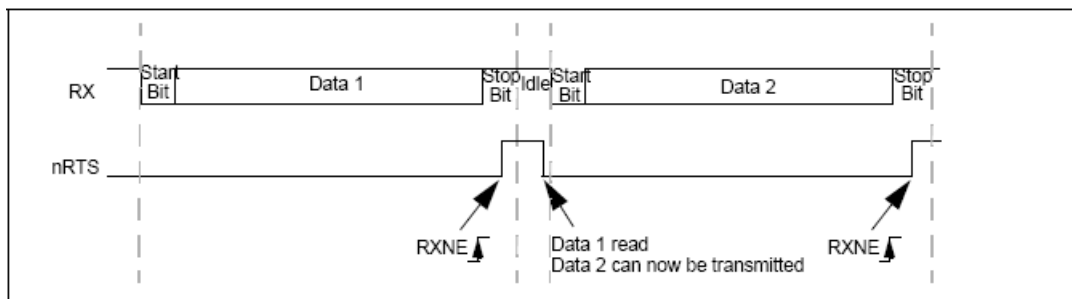 RX
Start
Bit
Data 1
Stop
Bit
Idle
Start
Bit
Data 2
Stop
Bit
nRTS
RXNE
Data 1 read
Data 2 can now be transmitted
RXNE